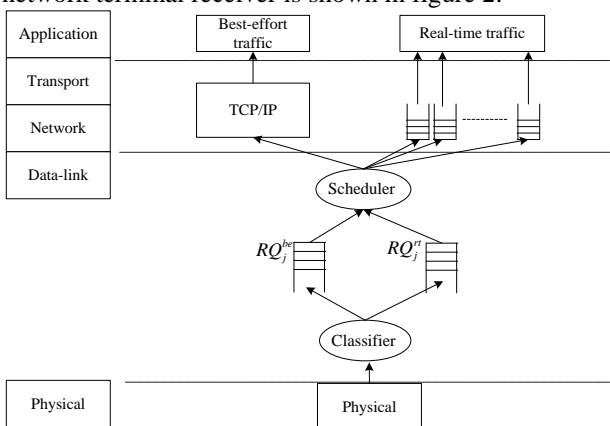 network terminal receiver is shown in figure 2.
Application
Best-effort
traffic
Real-time traffic
Transport
TCP/IP
Network
Data-link
Scheduler
RQ_j^{be}
RQ_j^{rt}
Classifier
Physical
Physical